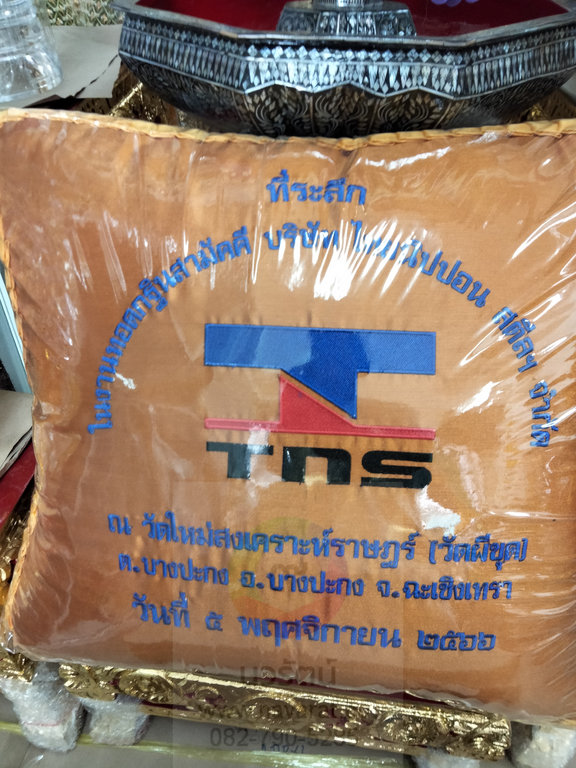 ที่ระลึก
ในงานทอดกฐินสามัคคี บริษัท ไทยนิปปอน สตีลฯ จำกัด
TNS
ณ วัดใหม่สงเคราะห์ราษฎร์ (วัดผีขุด)
ต.บางปะกง อ.บางปะกง จ.ฉะเชิงเทรา
วันที่ ๕ พฤศจิกายน ๒๕๖๖
นวรัตน์